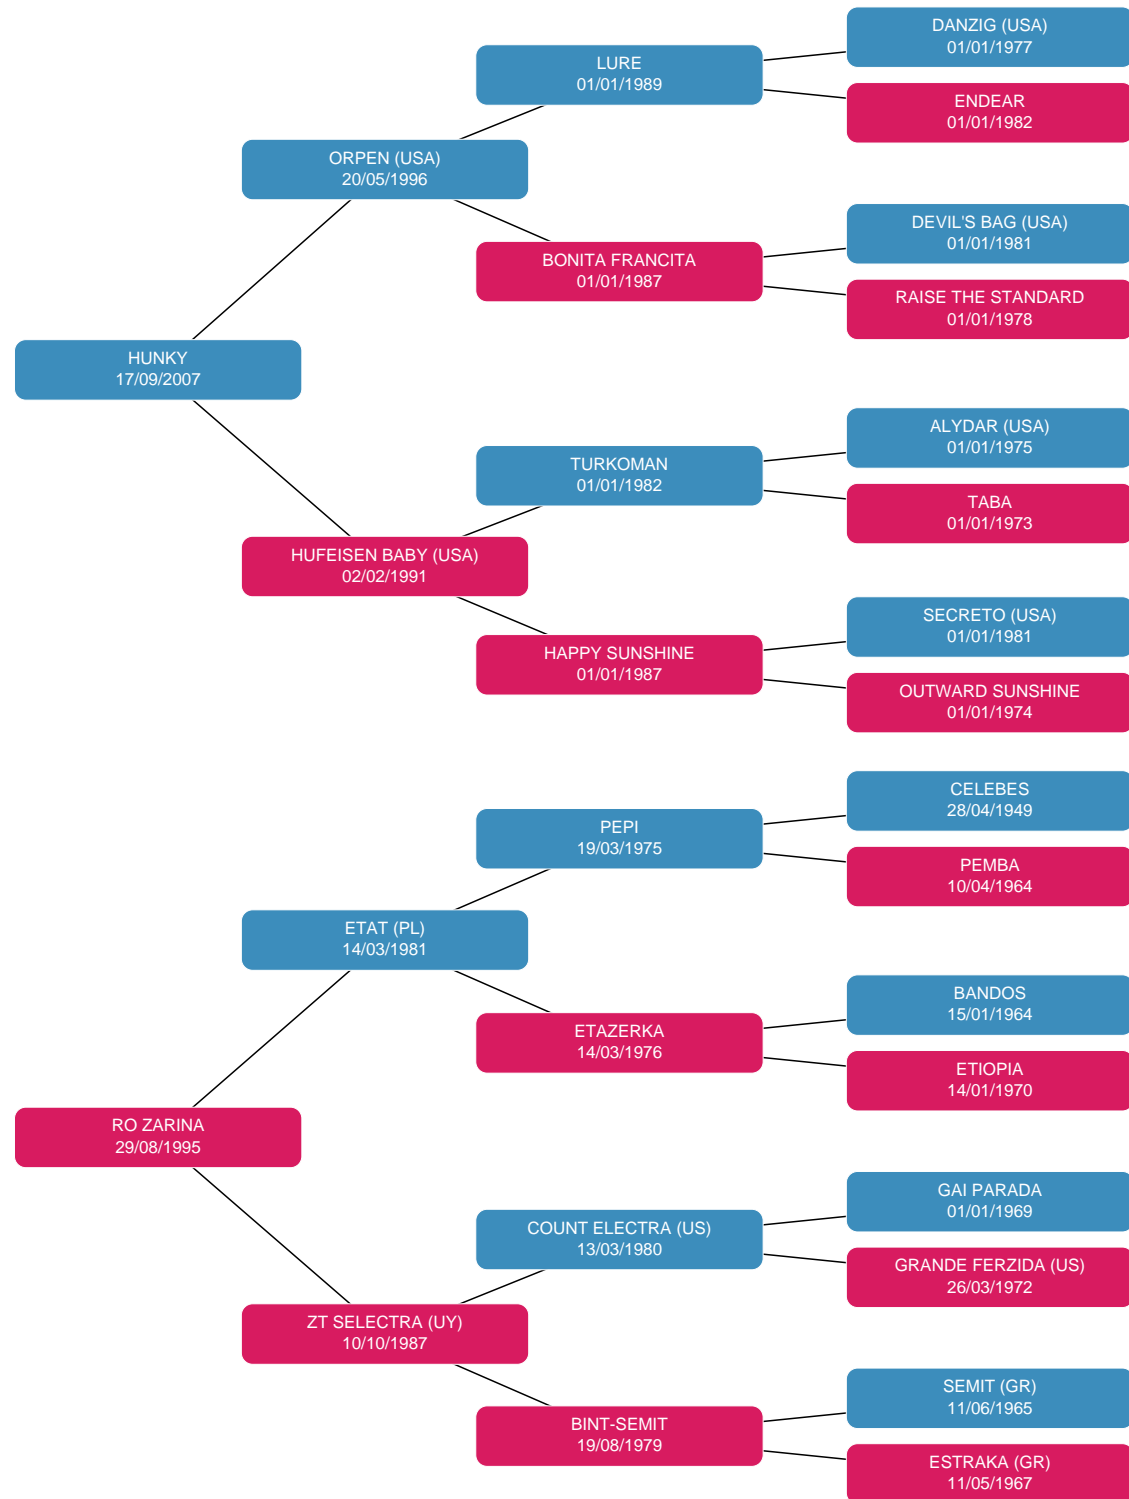 DANZIG (USA)
01/01/1977
LURE
01/01/1989
ENDEAR
01/01/1982
ORPEN (USA)
20/05/1996
DEVIL'S BAG (USA)
01/01/1981
BONITA FRANCITA
01/01/1987
RAISE THE STANDARD
01/01/1978
HUNKY
17/09/2007
ALYDAR (USA)
01/01/1975
TURKOMAN
01/01/1982
TABA
01/01/1973
HUFEISEN BABY (USA)
02/02/1991
SECRETO (USA)
01/01/1981
HAPPY SUNSHINE
01/01/1987
OUTWARD SUNSHINE
01/01/1974
CELEBES
28/04/1949
PEPI
19/03/1975
PEMBA
10/04/1964
ETAT (PL)
14/03/1981
BANDOS
15/01/1964
ETAZERKA
14/03/1976
ETIOPIA
14/01/1970
RO ZARINA
29/08/1995
GAI PARADA
01/01/1969
COUNT ELECTRA (US)
13/03/1980
GRANDE FERZIDA (US)
26/03/1972
ZT SELECTRA (UY)
10/10/1987
SEMIT (GR)
11/06/1965
BINT-SEMIT
19/08/1979
ESTRAKA (GR)
11/05/1967